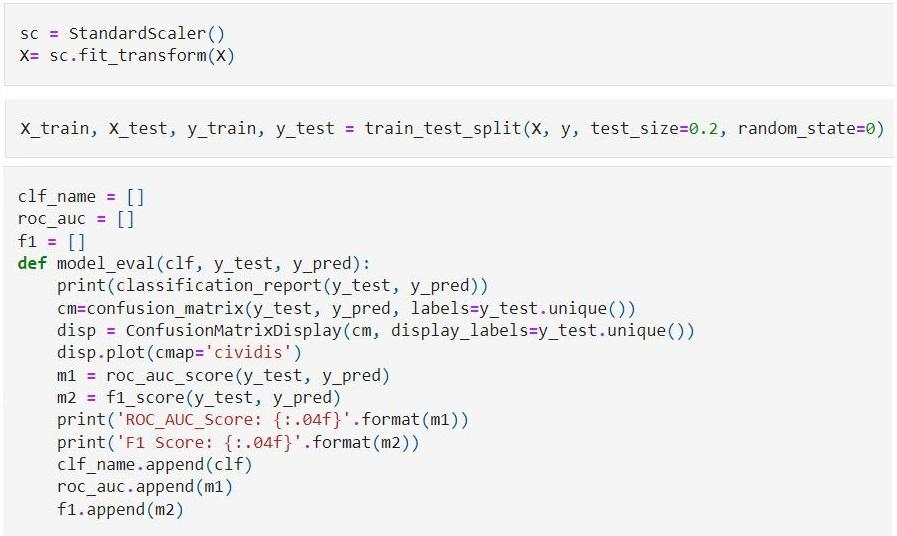 sc = StandardScaler()
X= sc.fit_transform(X)
X_train, X_test, y_train, y_test = train_test_split(X, y, test_size=0.2, random_state=0)
clf_name = []
roc_auc = []
f1 = []
def model_eval(clf, y_test, y_pred):
    print(classification_report(y_test, y_pred))
    cm=confusion_matrix(y_test, y_pred, labels=y_test.unique())
    disp = ConfusionMatrixDisplay(cm, display_labels=y_test.unique())
    disp.plot(cmap='cividis')
    m1 = roc_auc_score(y_test, y_pred)
    m2 = f1_score(y_test, y_pred)
    print('ROC_AUC_Score: {:.04f}'.format(m1))
    print('F1 Score: {:.04f}'.format(m2))
    clf_name.append(clf)
    roc_auc.append(m1)
    f1.append(m2)